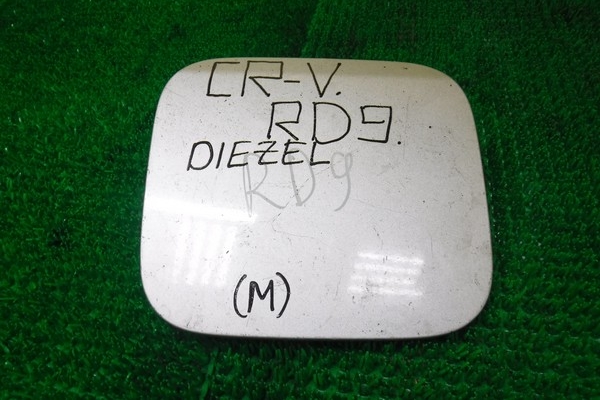 CR-V.
RD9.
DIEZEL
RD9
(M)